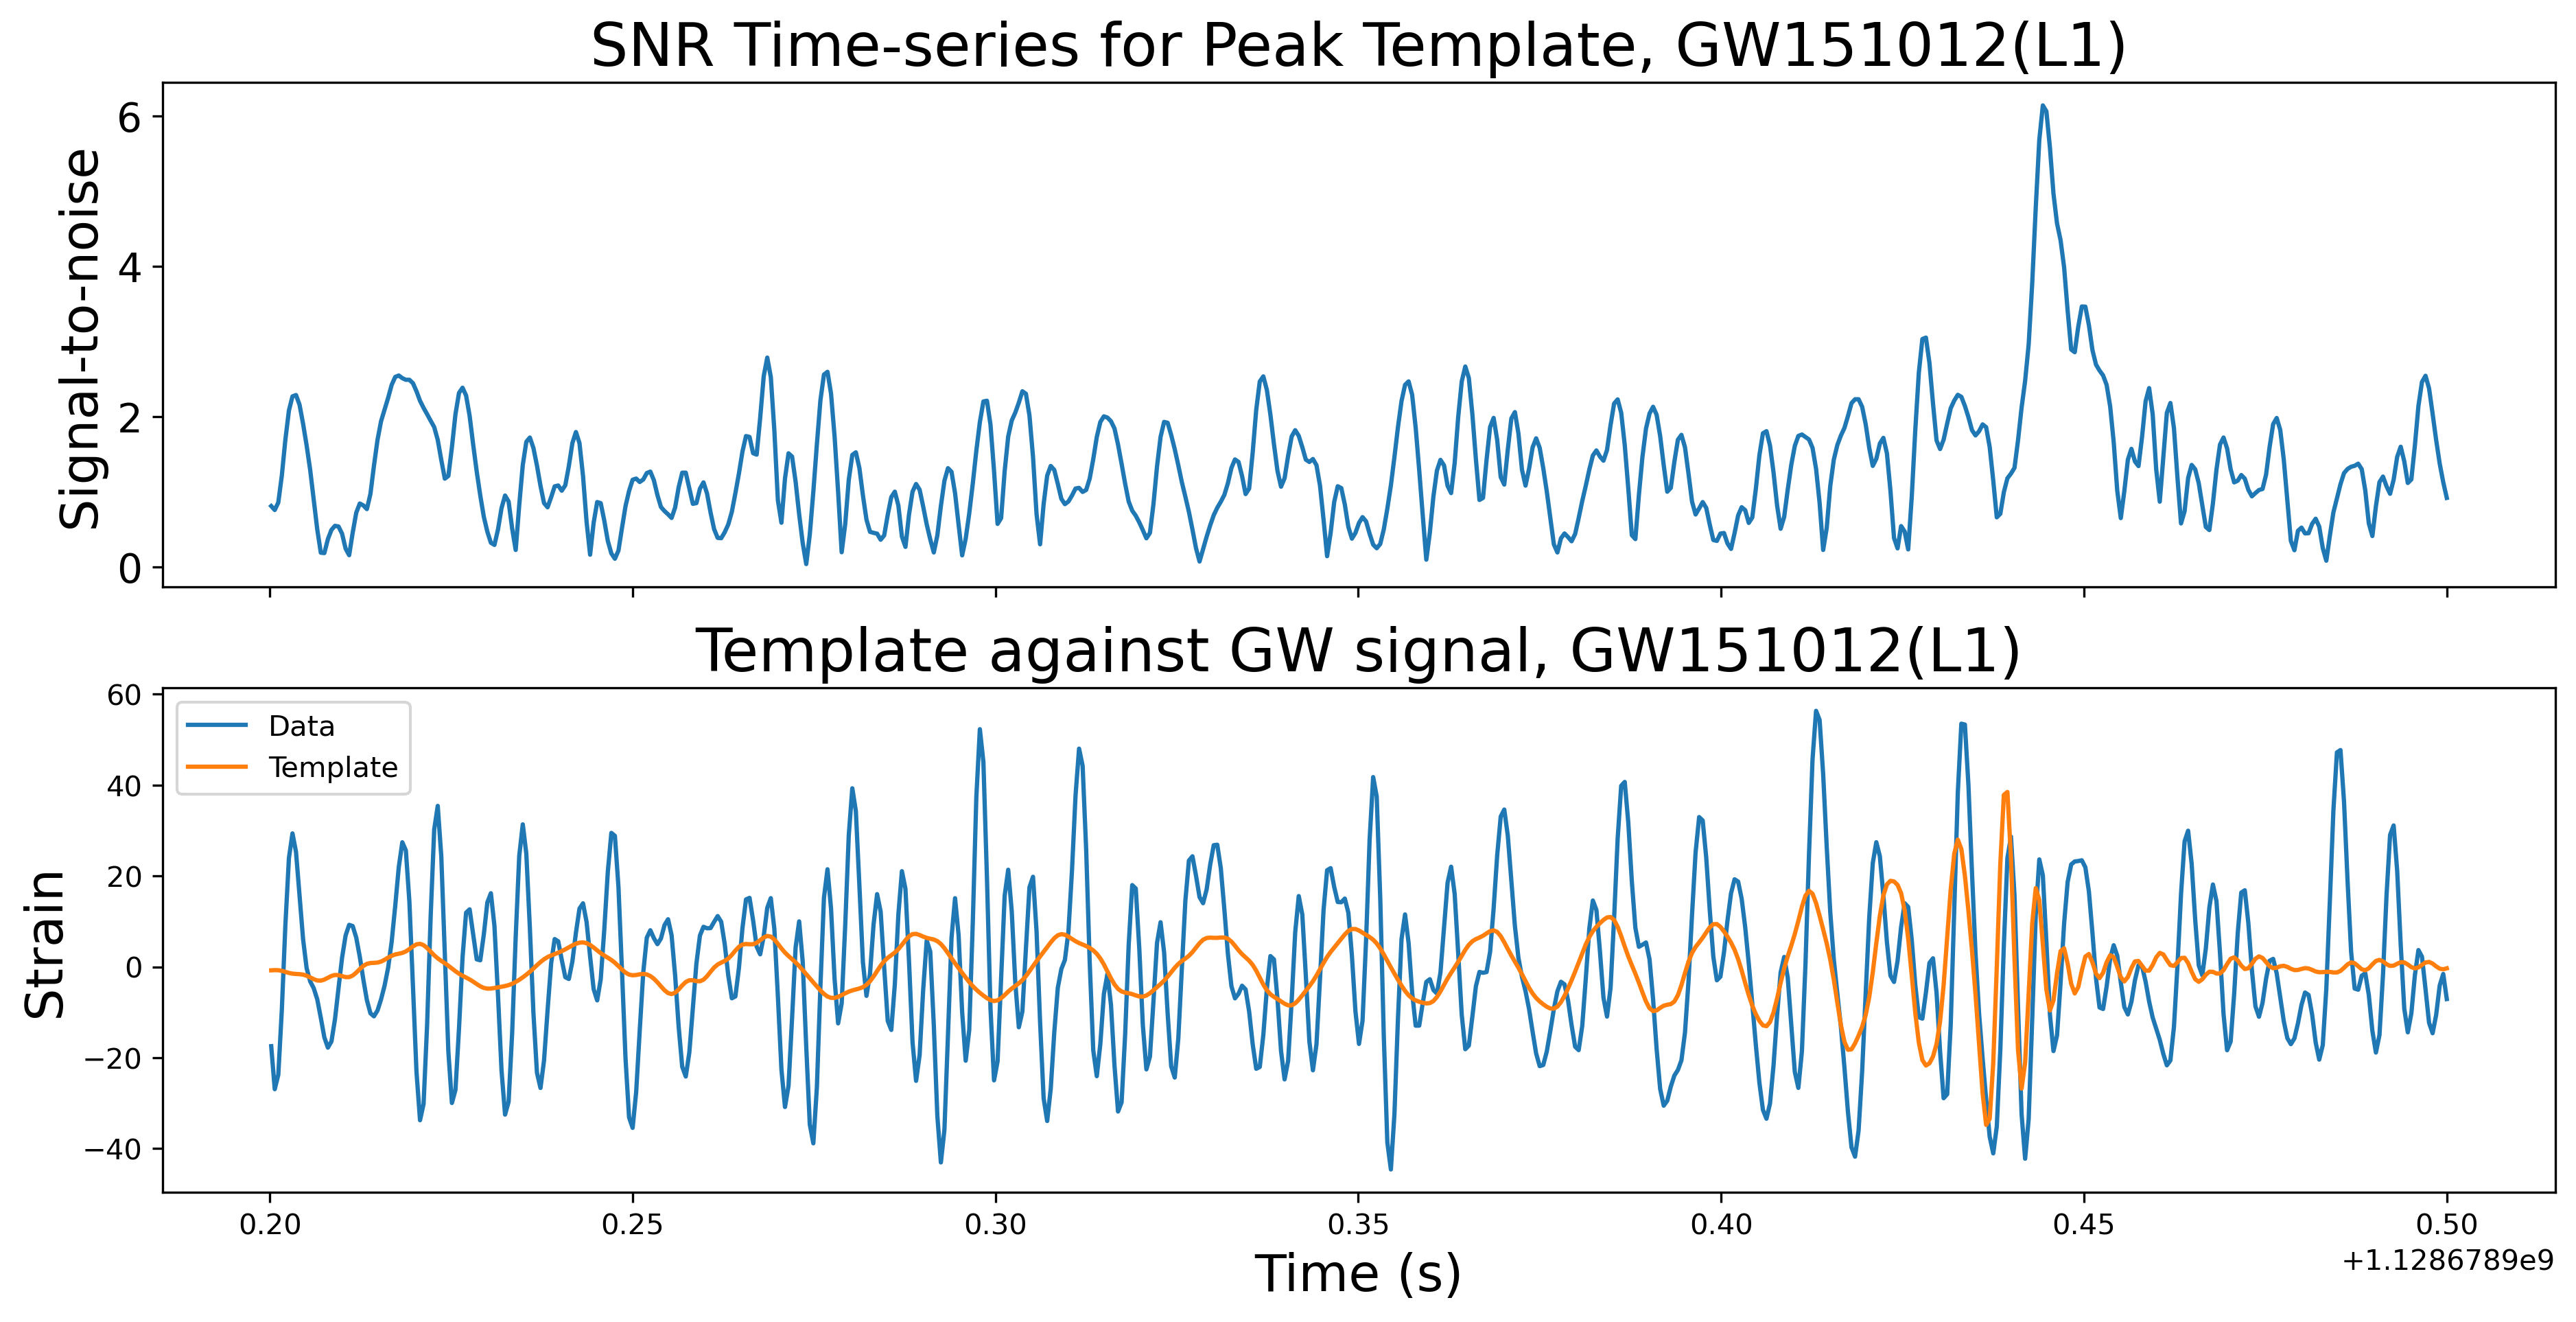 SNR Time-series for Peak Template, GW151012(L1)
Signal-to-noise
6
4
2
0
Template against GW signal, GW151012(L1)
Strain
60
40
20
0
−20
−40
Data
Template
0.20 0.25 0.30 0.35 0.40 0.45 0.50
+1.1286789e9
Time (s)